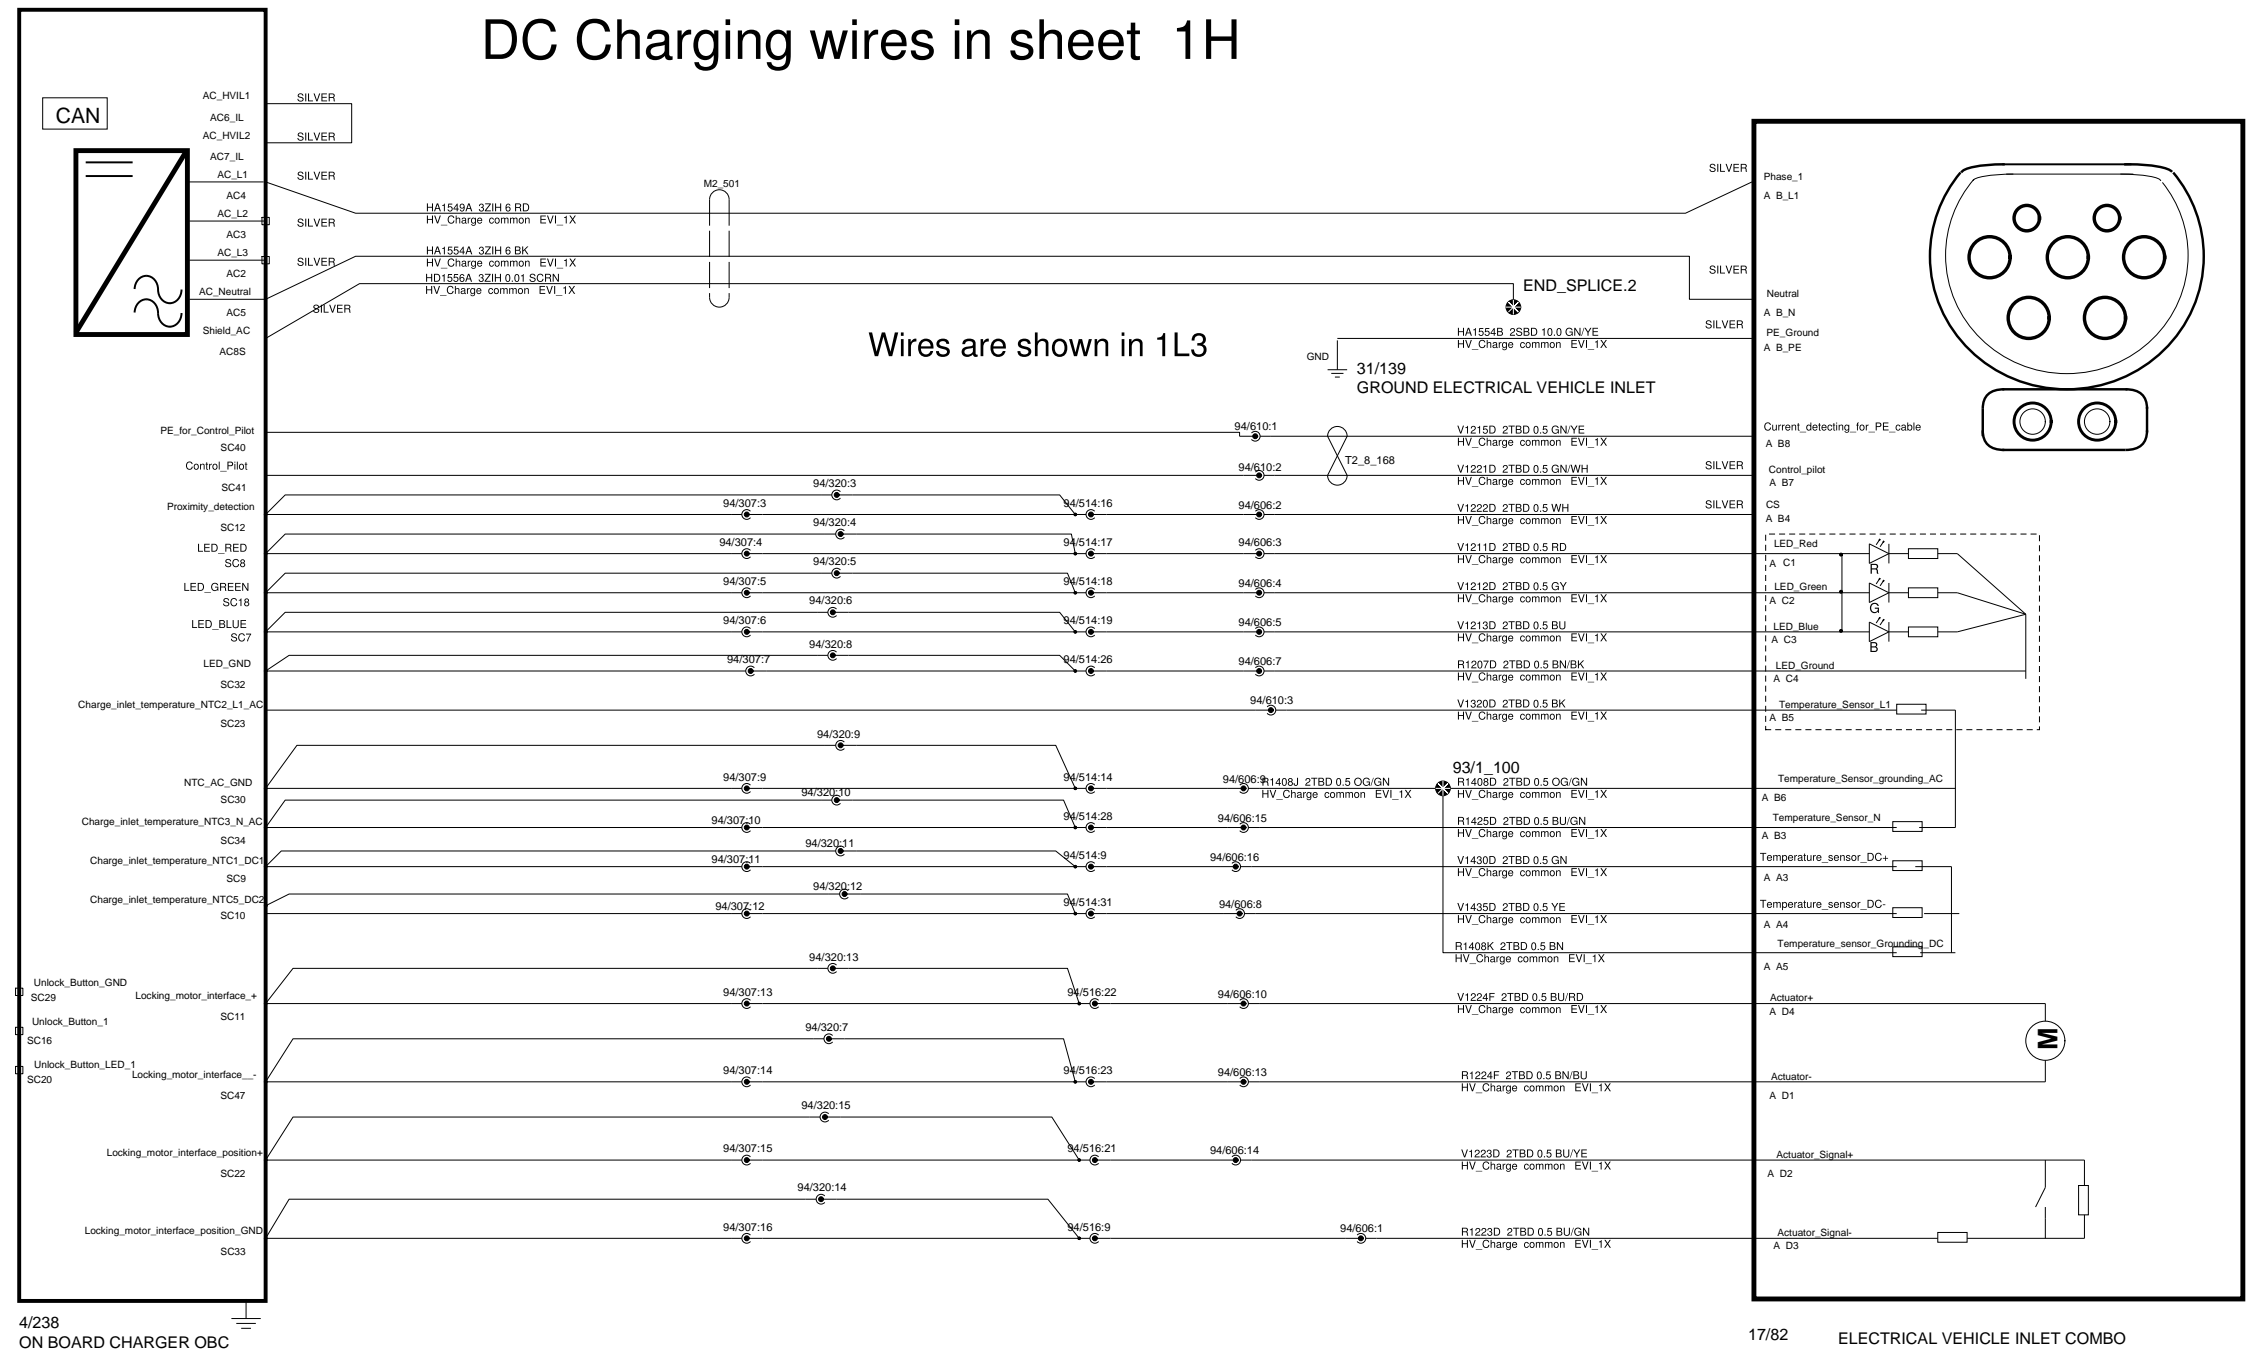 DC Charging wires in sheet 1H
CAN
AC_HVIL1
SILVER
AC6_IL
AC_HVIL2
SILVER
AC7_IL
AC_L1
SILVER
AC4
AC_L2
SILVER
AC3
AC_L3
SILVER
AC2
AC_Neutral
SILVER
AC5
Shield_AC
AC8S
M2_501
HA1549A 3ZIH 6 RD
HV_Charge common EVI_1X
HA1554A 3ZIH 6 BK
HV_Charge common EVI_1X
HD1556A 3ZIH 0.01 SCRN
HV_Charge common EVI_1X
END_SPLICE.2
Wires are shown in 1L3
HA1554B 2SBD 10.0 GN/YE
HV_Charge common EVI_1X
GND
31/139
GROUND ELECTRICAL VEHICLE INLET
SILVER
Phase_1
A B_L1
SILVER
Neutral
A B_N
SILVER
PE_Ground
A B_PE
PE_for_Control_Pilot
SC40
94/610:1
V1215D 2TBD 0.5 GN/YE
HV_Charge common EVI_1X
Current_detecting_for_PE_cable
A B8
T2_8_168
Control_Pilot
SC41
94/610:2
V1221D 2TBD 0.5 GN/WH
HV_Charge common EVI_1X
SILVER
Control_pilot
A B7
94/320:3
Proximity_detection
SC12
94/307:3
94/514:16
94/606:2
V1222D 2TBD 0.5 WH
HV_Charge common EVI_1X
SILVER
CS
A B4
94/320:4
LED_RED
SC8
94/307:4
94/514:17
94/606:3
V1211D 2TBD 0.5 RD
HV_Charge common EVI_1X
LED_Red
A C1
R
94/320:5
LED_GREEN
SC18
94/307:5
94/514:18
94/606:4
V1212D 2TBD 0.5 GY
HV_Charge common EVI_1X
LED_Green
A C2
G
94/320:6
LED_BLUE
SC7
94/307:6
94/514:19
94/606:5
V1213D 2TBD 0.5 BU
HV_Charge common EVI_1X
LED_Blue
A C3
B
94/320:8
LED_GND
SC32
94/307:7
94/514:26
94/606:7
R1207D 2TBD 0.5 BN/BK
HV_Charge common EVI_1X
LED_Ground
A C4
Charge_inlet_temperature_NTC2_L1_AC
SC23
94/610:3
V1320D 2TBD 0.5 BK
HV_Charge common EVI_1X
Temperature_Sensor_L1
A B5
94/320:9
NTC_AC_GND
SC30
94/307:9
94/514:14
94/606:9
R1408J 2TBD 0.5 OG/GN
HV_Charge common EVI_1X
93/1_100
R1408D 2TBD 0.5 OG/GN
HV_Charge common EVI_1X
Temperature_Sensor_grounding_AC
A B6
94/320:10
Charge_inlet_temperature_NTC3_N_AC
SC34
94/307:10
94/514:28
94/606:15
R1425D 2TBD 0.5 BU/GN
HV_Charge common EVI_1X
Temperature_Sensor_N
A B3
94/320:11
Charge_inlet_temperature_NTC1_DC1
SC9
94/307:11
94/514:9
94/606:16
V1430D 2TBD 0.5 GN
HV_Charge common EVI_1X
Temperature_sensor_DC+
A A3
94/320:12
Charge_inlet_temperature_NTC5_DC2
SC10
94/307:12
94/514:31
94/606:8
V1435D 2TBD 0.5 YE
HV_Charge common EVI_1X
Temperature_sensor_DC-
A A4
R1408K 2TBD 0.5 BN
HV_Charge common EVI_1X
Temperature_sensor_Grounding_DC
A A5
94/320:13
Unlock_Button_GND
SC29
Locking_motor_interface_+
SC11
94/307:13
94/516:22
94/606:10
V1224F 2TBD 0.5 BU/RD
HV_Charge common EVI_1X
Actuator+
A D4
M
Unlock_Button_1
SC16
94/320:7
Unlock_Button_LED_1
SC20
Locking_motor_interface__-
SC47
94/307:14
94/516:23
94/606:13
R1224F 2TBD 0.5 BN/BU
HV_Charge common EVI_1X
Actuator-
A D1
94/320:15
Locking_motor_interface_position+
SC22
94/307:15
94/516:21
94/606:14
V1223D 2TBD 0.5 BU/YE
HV_Charge common EVI_1X
Actuator_Signal+
A D2
94/320:14
Locking_motor_interface_position_GND
SC33
94/307:16
94/516:9
94/606:1
R1223D 2TBD 0.5 BU/GN
HV_Charge common EVI_1X
Actuator_Signal-
A D3
4/238
ON BOARD CHARGER OBC
17/82
ELECTRICAL VEHICLE INLET COMBO